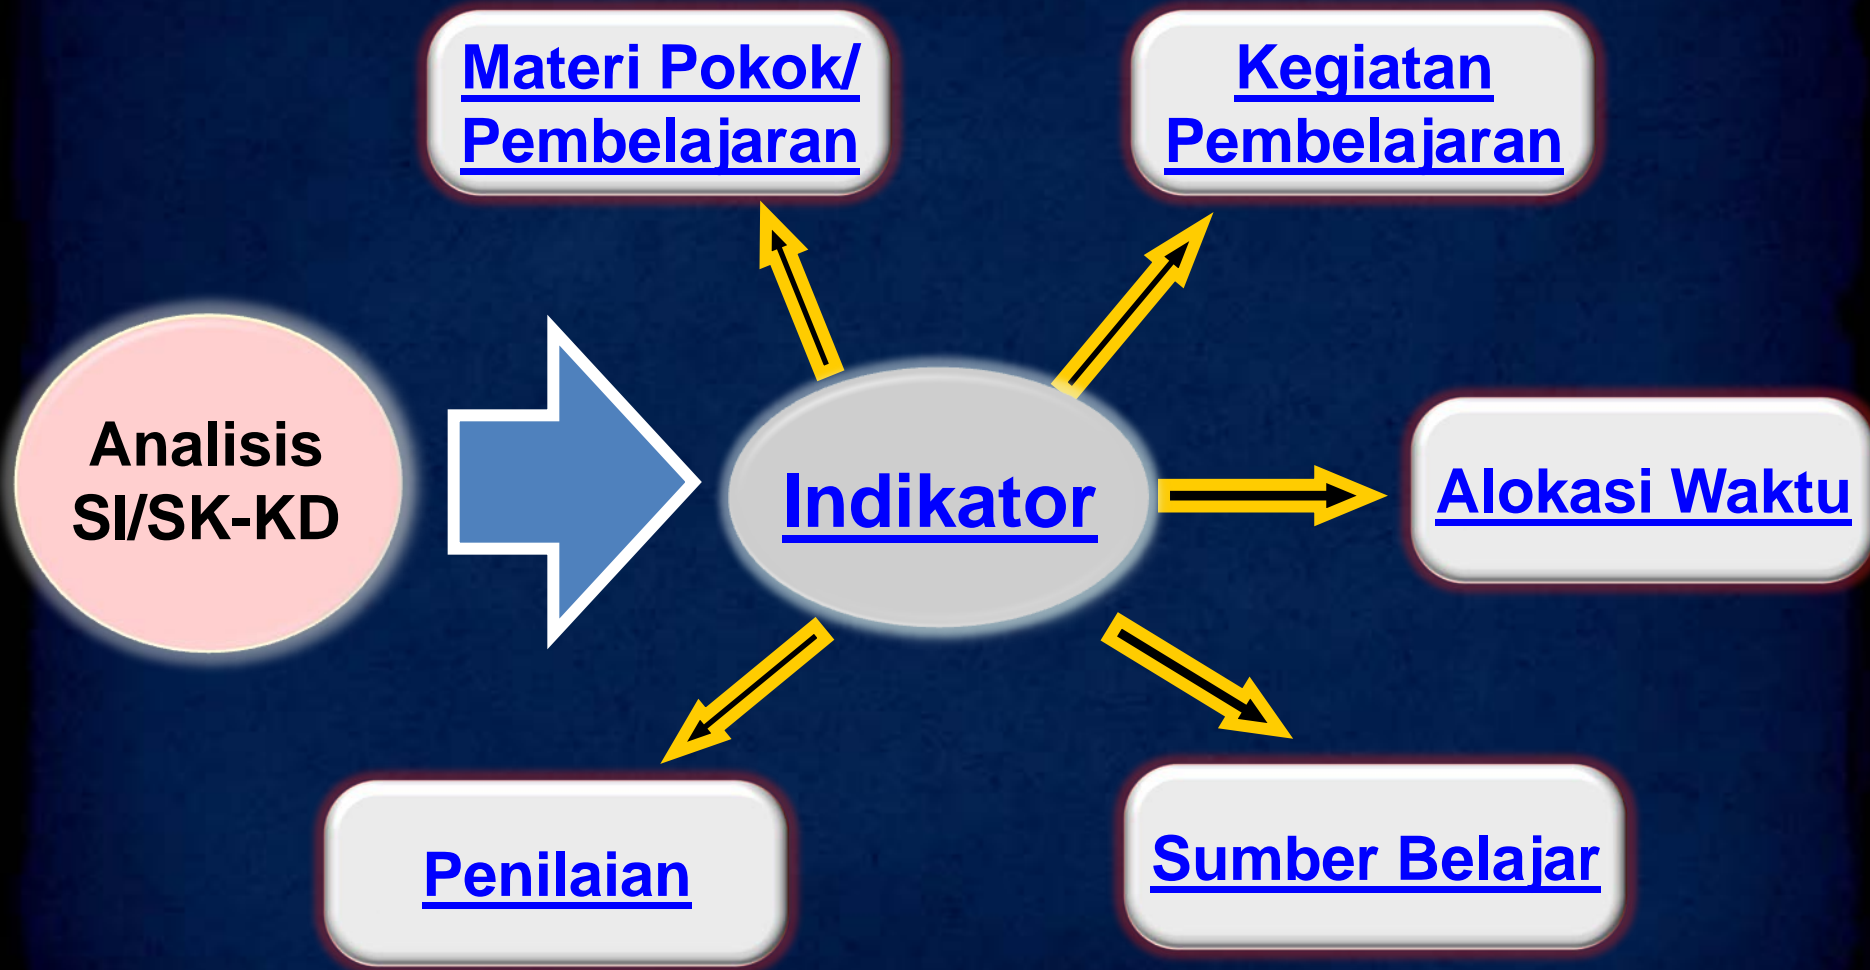 Materi Pokok/
Pembelajaran
Kegiatan
Pembelajaran
Analisis
SI/SK-KD
Indikator
Alokasi Waktu
Penilaian
Sumber Belajar